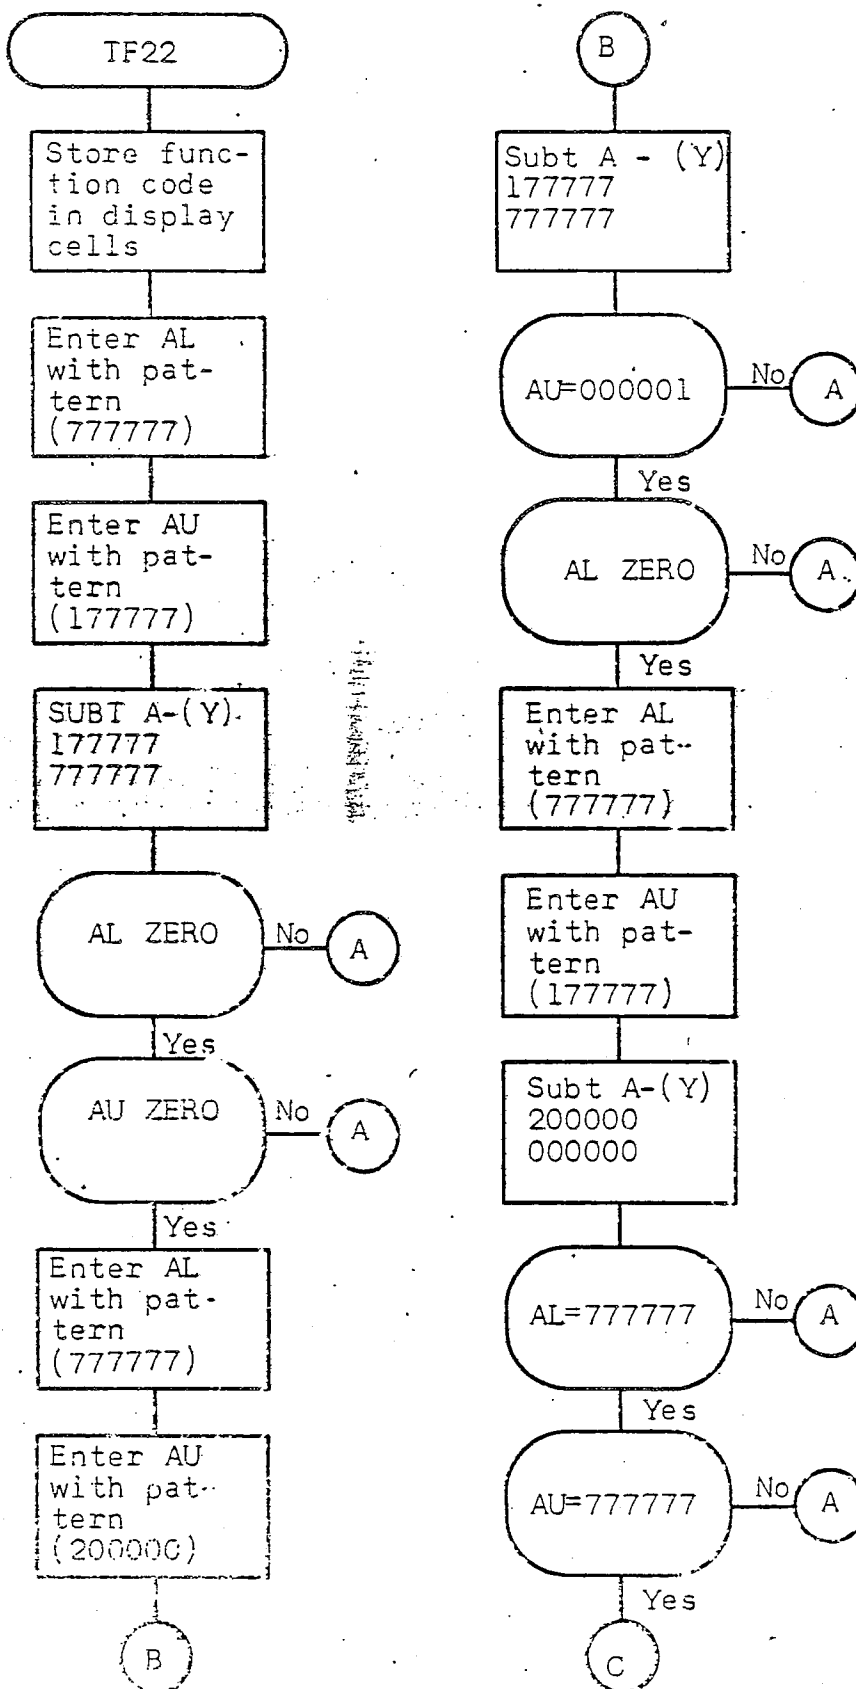 TF22
Store func-
tion code
in display
cells
Enter AL
with pat-
tern
(777777)
Enter AU
with pat-
tern
(177777)
SUBT A-(Y)
177777
777777
AL ZERO
No
A
Yes
AU ZERO
No
A
Yes
Enter AL
with pat-
tern
(777777)
Enter AU
with pat-
tern
(200000)
B
B
Subt A - (Y)
177777
777777
AU=000001
No
A
Yes
AL ZERO
No
A
Yes
Enter AL
with pat-
tern
(777777)
Enter AU
with pat-
tern
(177777)
Subt A-(Y)
200000
000000
AL=777777
No
A
Yes
AU=777777
No
A
Yes
C